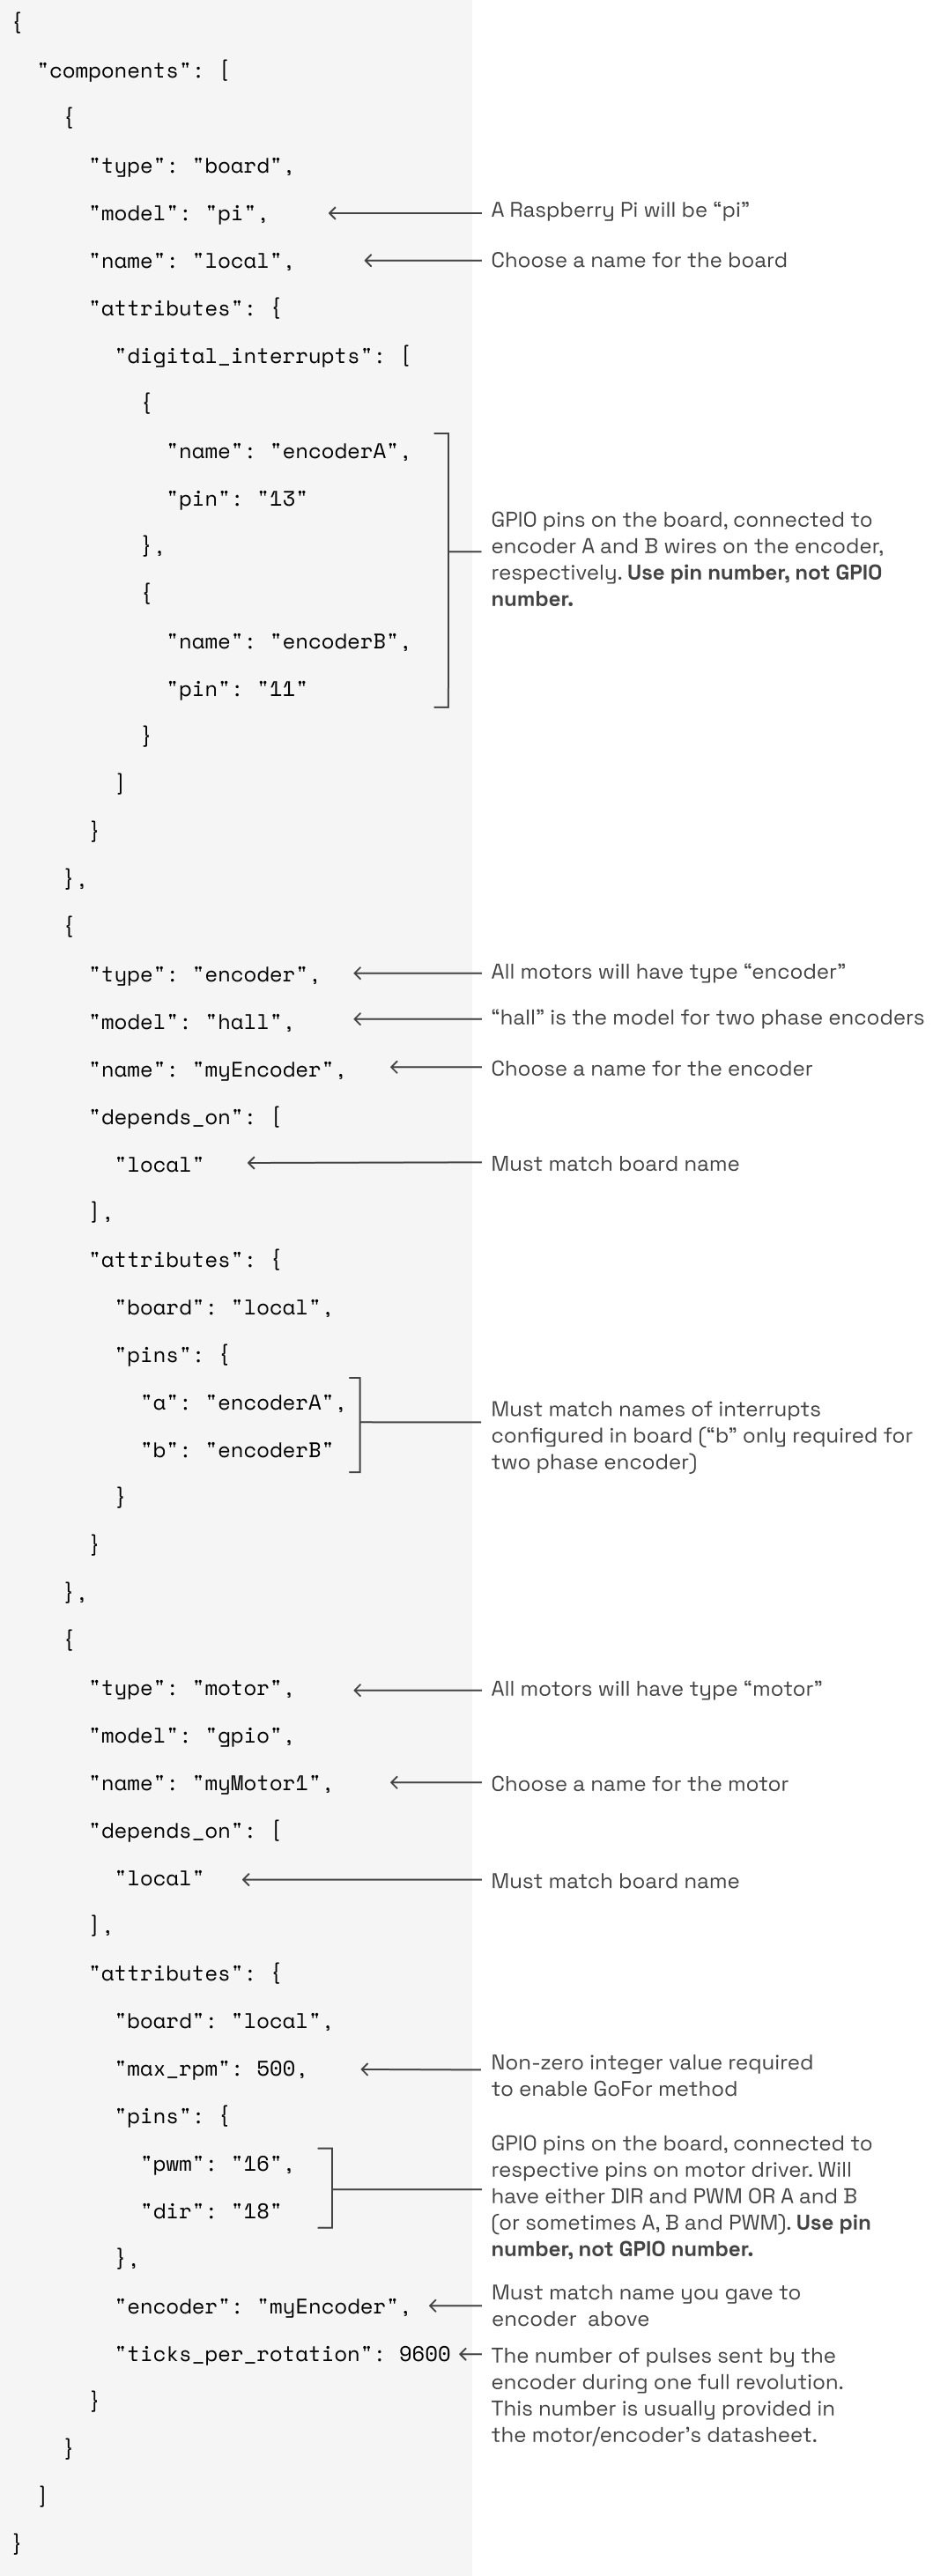 {
"components": [
{
"type": "board",
"model": "pi",
A Raspberry Pi will be “pi”
"name": "local",
Choose a name for the board
"attributes": {
"digital_interrupts": [
{
"name": "encoderA",
"pin": "13"
},
{
"name": "encoderB",
"pin": "11"
}
GPIO pins on the board, connected to
encoder A and B wires on the encoder,
respectively. Use pin number, not GPIO
number.
]
}
},
{
"type": "encoder",
All motors will have type “encoder”
"model": "hall",
“hall” is the model for two phase encoders
"name": "myEncoder",
Choose a name for the encoder
"depends_on": [
"local"
Must match board name
],
"attributes": {
"board": "local",
"pins": {
"a": "encoderA",
"b": "encoderB"
Must match names of interrupts
configured in board (“b” only required for
two phase encoder)
}
}
},
{
"type": "motor",
All motors will have type “motor”
"model": "gpio",
"name": "myMotor1",
Choose a name for the motor
"depends_on": [
"local"
Must match board name
],
"attributes": {
"board": "local",
"max_rpm": 500,
Non-zero integer value required
to enable GoFor method
"pins": {
"pwm": "16",
"dir": "18"
GPIO pins on the board, connected to
respective pins on motor driver. Will
have either DIR and PWM OR A and B
(or sometimes A, B and PWM). Use pin
number, not GPIO number.
},
"encoder": "myEncoder",
Must match name you gave to
encoder above
"ticks_per_rotation": 9600
The number of pulses sent by the
encoder during one full revolution.
This number is usually provided in
the motor/encoder’s datasheet.
}
}
]
}